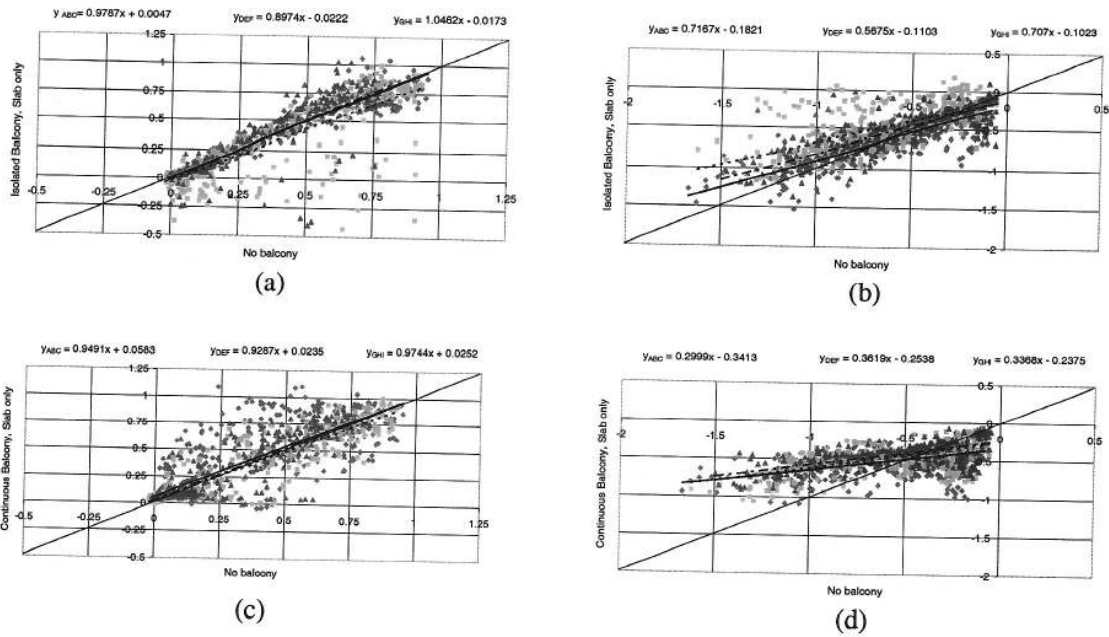 y ABC= 0.9787x + 0.0047 yDEF = 0.8974x - 0.0222 yGHI = 1.0462x - 0.0173
1.25
1
0.75
0.5
0.25
0
-0.5 -0.25 0 0.25 0.5 0.75 1 1.25
-0.25
-0.5
Isolated Balcony, Slab only
No balcony
(a)
yABC = 0.7167x - 0.1821 yDEF = 0.5675x - 0.1103 yGHI = 0.707x - 0.1023
0.5
0
-2 -1.5 -1 -0.5 0 0.5
-0.5
-1
-1.5
-2
Isolated Balcony, Slab only
No balcony
(b)
yABC = 0.9491x + 0.0583 yDEF = 0.9287x + 0.0235 yGHI = 0.9744x + 0.0252
1.25
1
0.75
0.5
0.25
0
-0.5 -0.25 0 0.25 0.5 0.75 1 1.25
-0.25
-0.5
Continuous Balcony, Slab only
No balcony
(c)
yABC = 0.2999x - 0.3413 yDEF = 0.3619x - 0.2538 yGHI = 0.3368x - 0.2375
0.5
0
-2 -1.5 -1 -0.5 0 0.5
-0.5
-1
-1.5
-2
Continuous Balcony, Slab only
No balcony
(d)